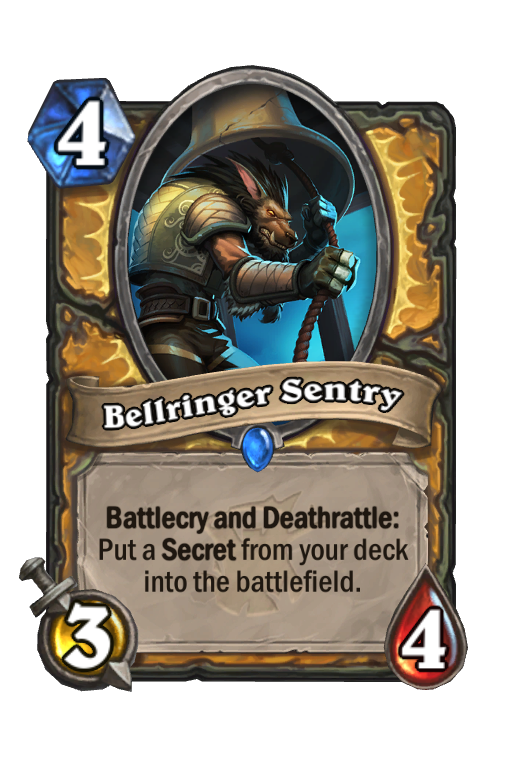 4
Bellringer Sentry
Battlecry and Deathrattle:
Put a Secret from your deck
into the battlefield.
3
4